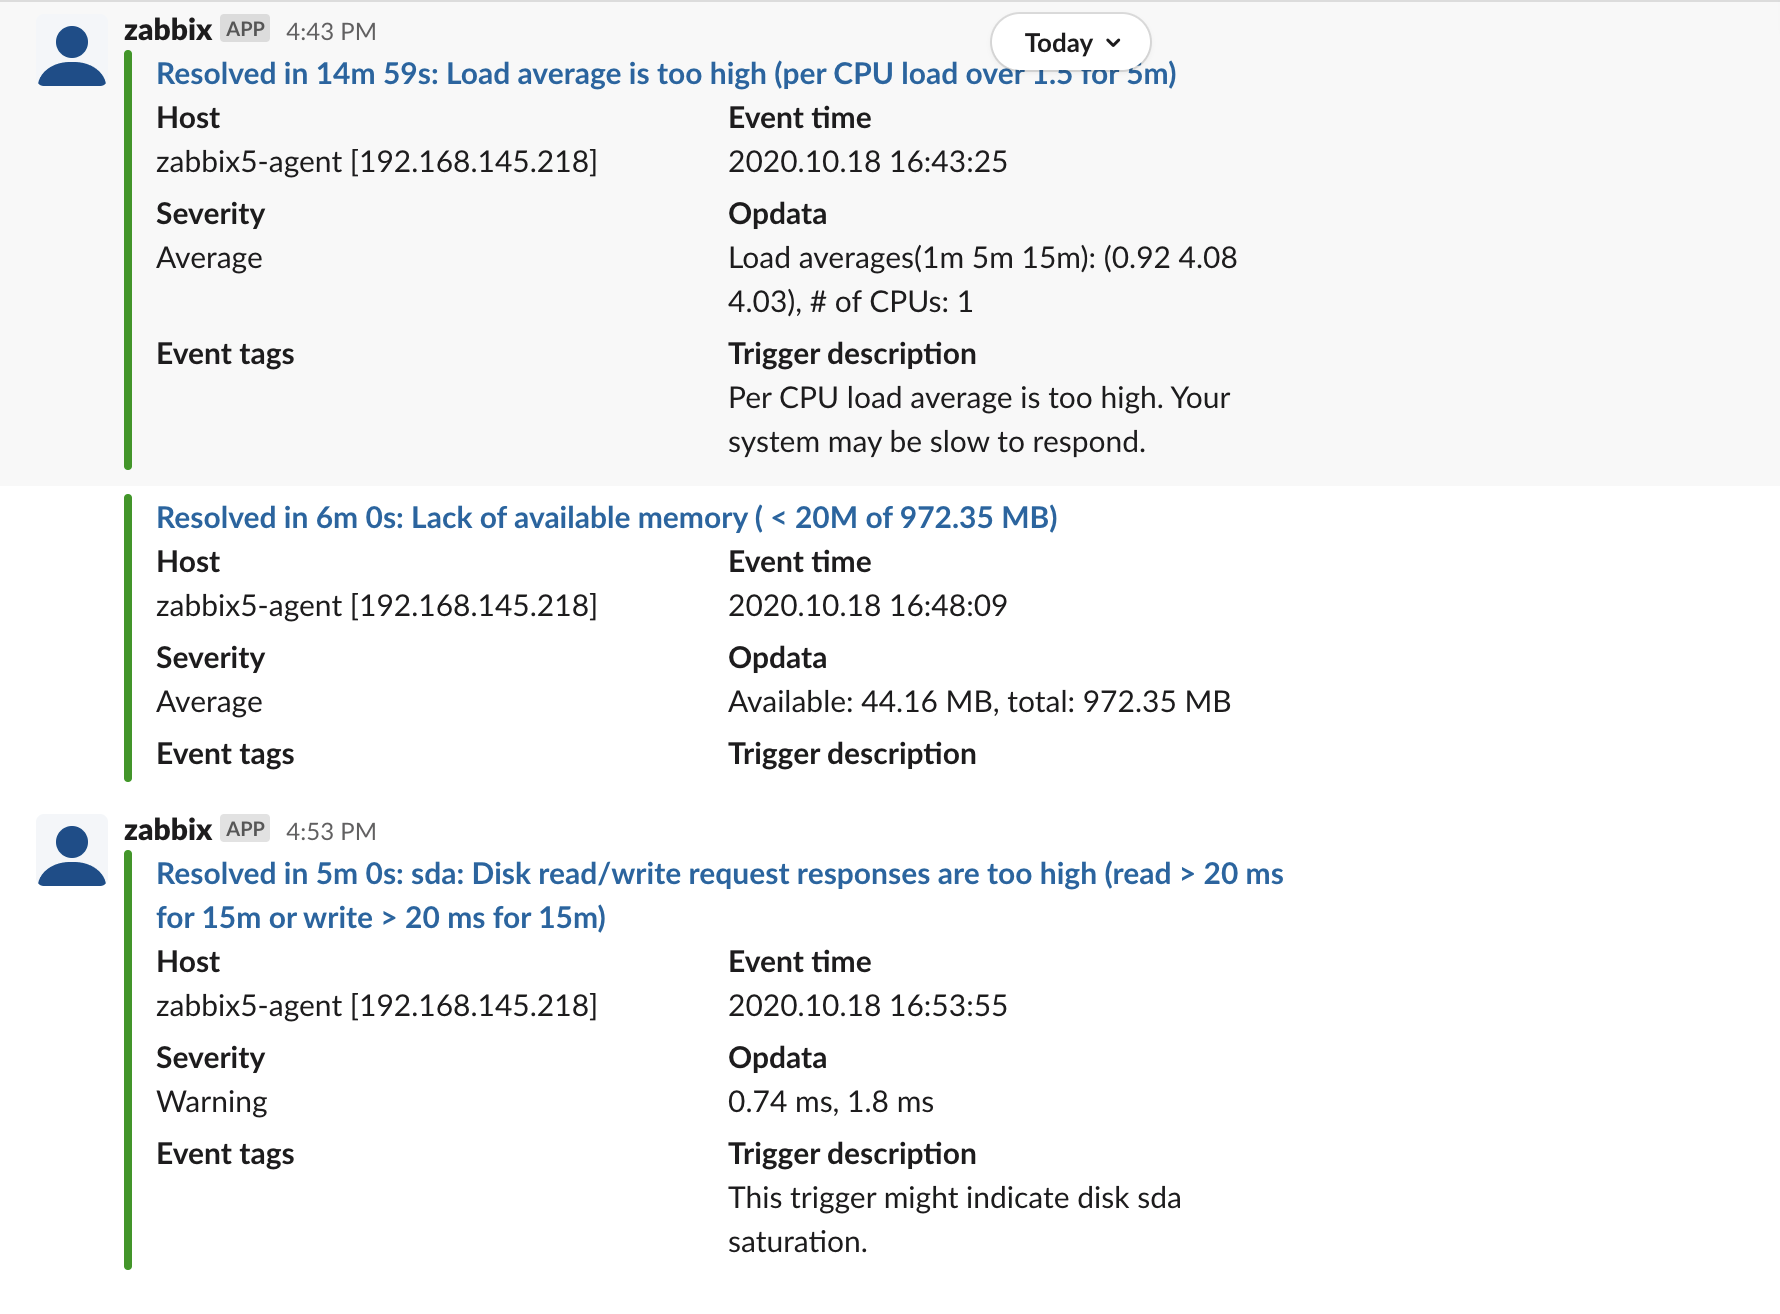 zabbix APP 4:43 PM
Today
Resolved in 14m 59s: Load average is too high (per CPU load over 1.5 for 5m)
Host
Event time
zabbix5-agent [192.168.145.218]
2020.10.18 16:43:25
Severity
Opdata
Average
Load averages(1m 5m 15m): (0.92 4.08
4.03), # of CPUs: 1
Event tags
Trigger description
Per CPU load average is too high. Your
system may be slow to respond.
Resolved in 6m 0s: Lack of available memory ( < 20M of 972.35 MB)
Host
Event time
zabbix5-agent [192.168.145.218]
2020.10.18 16:48:09
Severity
Opdata
Average
Available: 44.16 MB, total: 972.35 MB
Event tags
Trigger description
zabbix APP 4:53 PM
Resolved in 5m 0s: sda: Disk read/write request responses are too high (read > 20 ms
for 15m or write > 20 ms for 15m)
Host
Event time
zabbix5-agent [192.168.145.218]
2020.10.18 16:53:55
Severity
Opdata
Warning
0.74 ms, 1.8 ms
Event tags
Trigger description
This trigger might indicate disk sda
saturation.